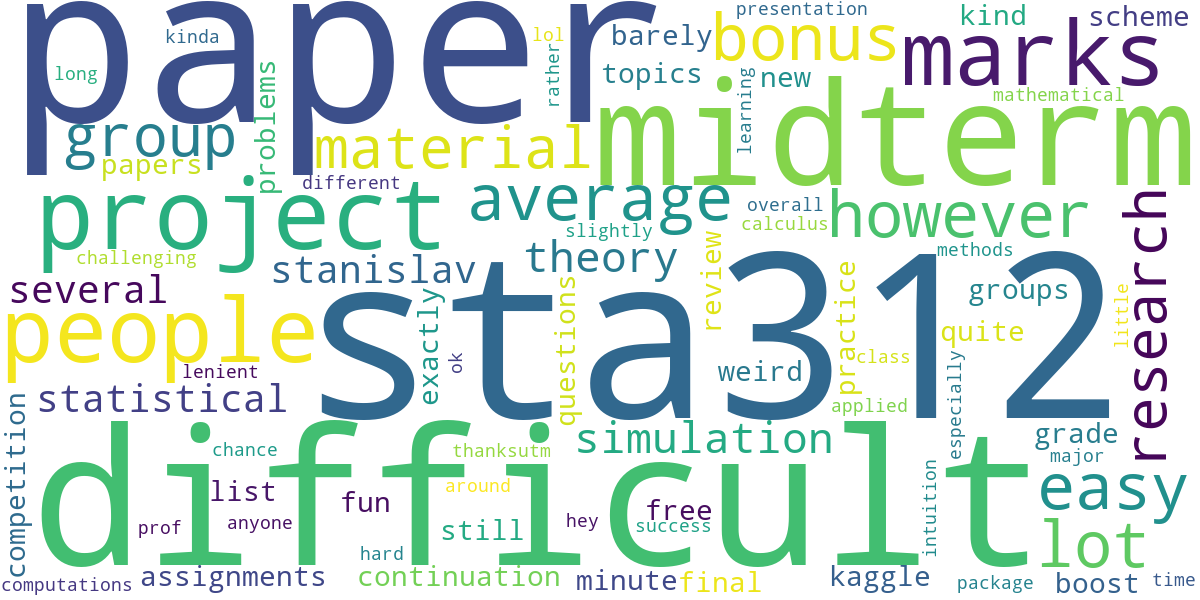 paper
kinda
long
lol
rather
presentation
barely
bonus
topics
new
kind
scheme
marks
mathematical
learning
midterm
group
papers
problems
material
different
project
challenging
average
slightly
overall
calculus
however
research
stanislav
theory
review
methods
groups
several
people
lenient
exactly
ok
questions
sta312
weird
practice
class
quite
little
applied
statistical
competition
especially
grade
major
simulation
difficult
chance
list
thanksutm
around
fun
prof
anyone
still
hey
free
success
hard
intuition
easy
lot
computations
assignments
continuation
minute
final
kaggle
package
boost
time